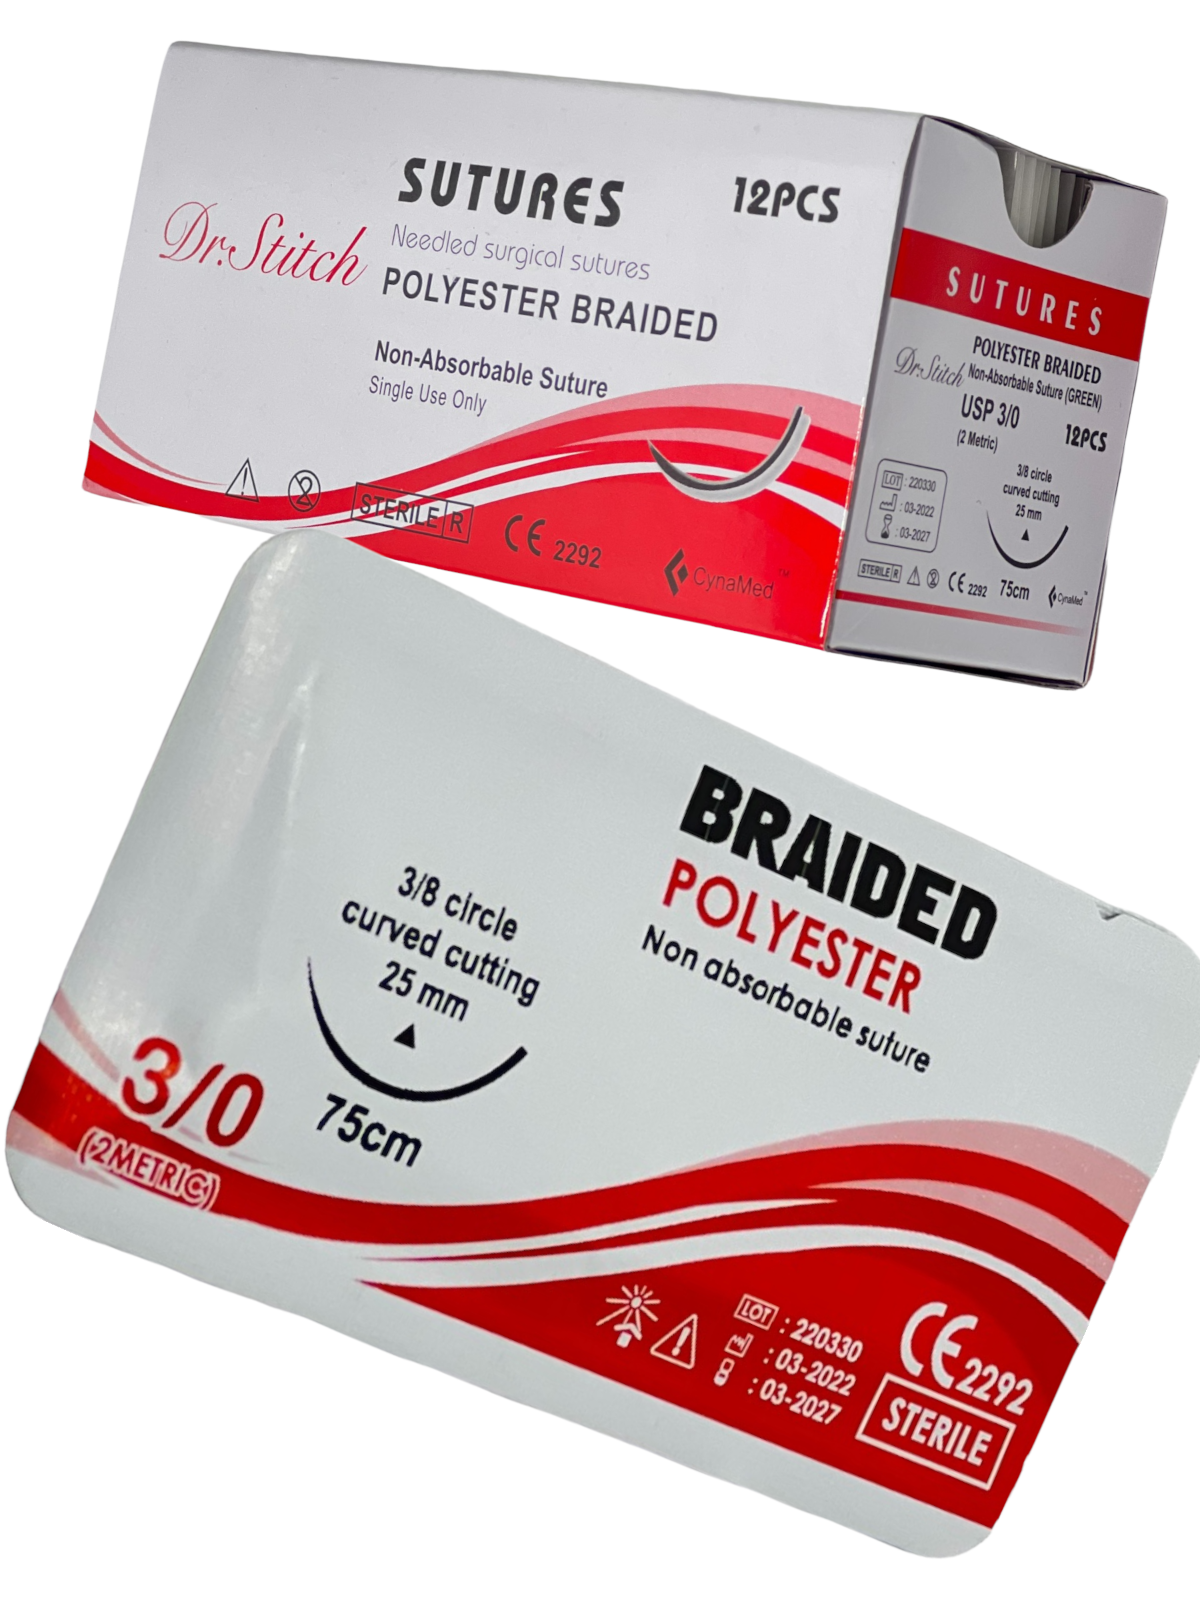 SUTURES
12PCS
Dr.Stitch
Needled surgical sutures
POLYESTER BRAIDED
Non-Absorbable Suture
Single Use Only
STERILE R
CE 2292
CynaMed™
SUTURES
POLYESTER BRAIDED
Dr.Stitch
Non-Absorbable Suture (GREEN)
USP 3/0
12PCS
(2 Metric)
3/8 circle
curved cutting
25 mm
LOT : 220330
: 03-2022
: 03-2027
STERILE R
2
CE 2292
75cm
CynaMed™
BRAIDED
POLYESTER
Non absorbable suture
3/8 circle
curved cutting
25 mm
75cm
3/0
(2METRIC)
LOT : 220330
: 03-2022
: 03-2027
CE 2292
STERILE